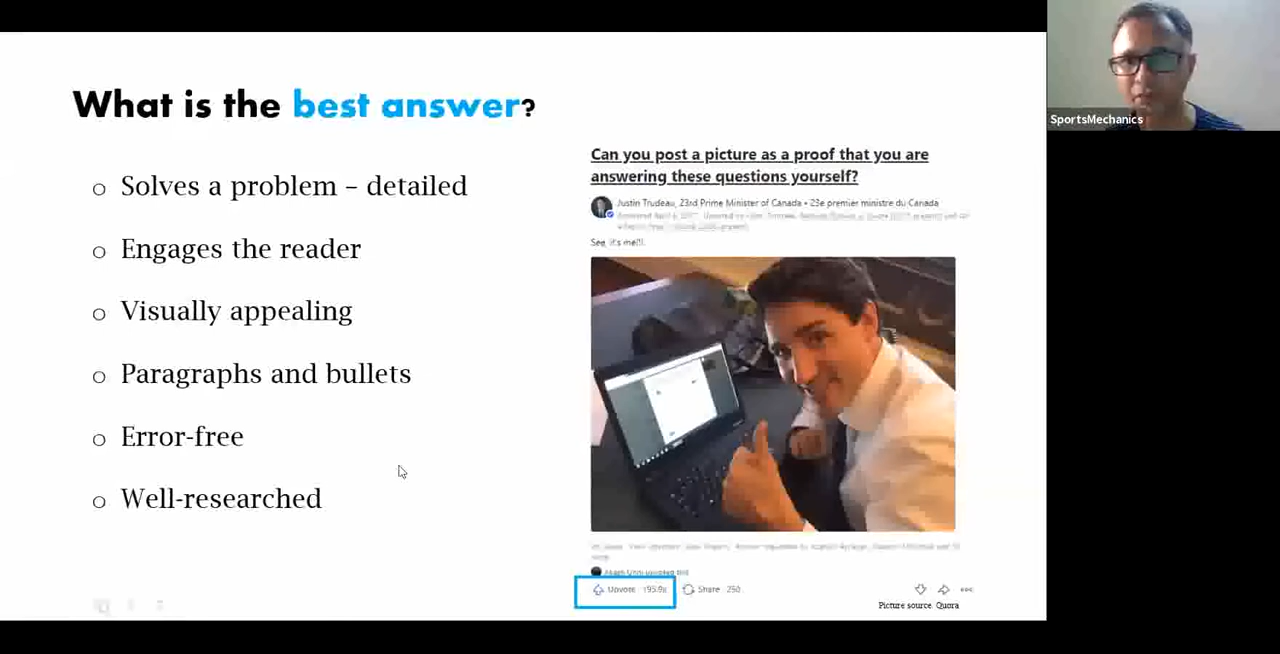 What is the best answer?
o Solves a problem – detailed
o Engages the reader
o Visually appealing
o Paragraphs and bullets
o Error-free
o Well-researched
Can you post a picture as a proof that you are
answering these questions yourself?
Justin Trudeau, 23rd Prime Minister of Canada • 23e premier ministre du Canada
See, it's me!!!
Upvote
Share 250
Picture source: Quora
SportsMechanics